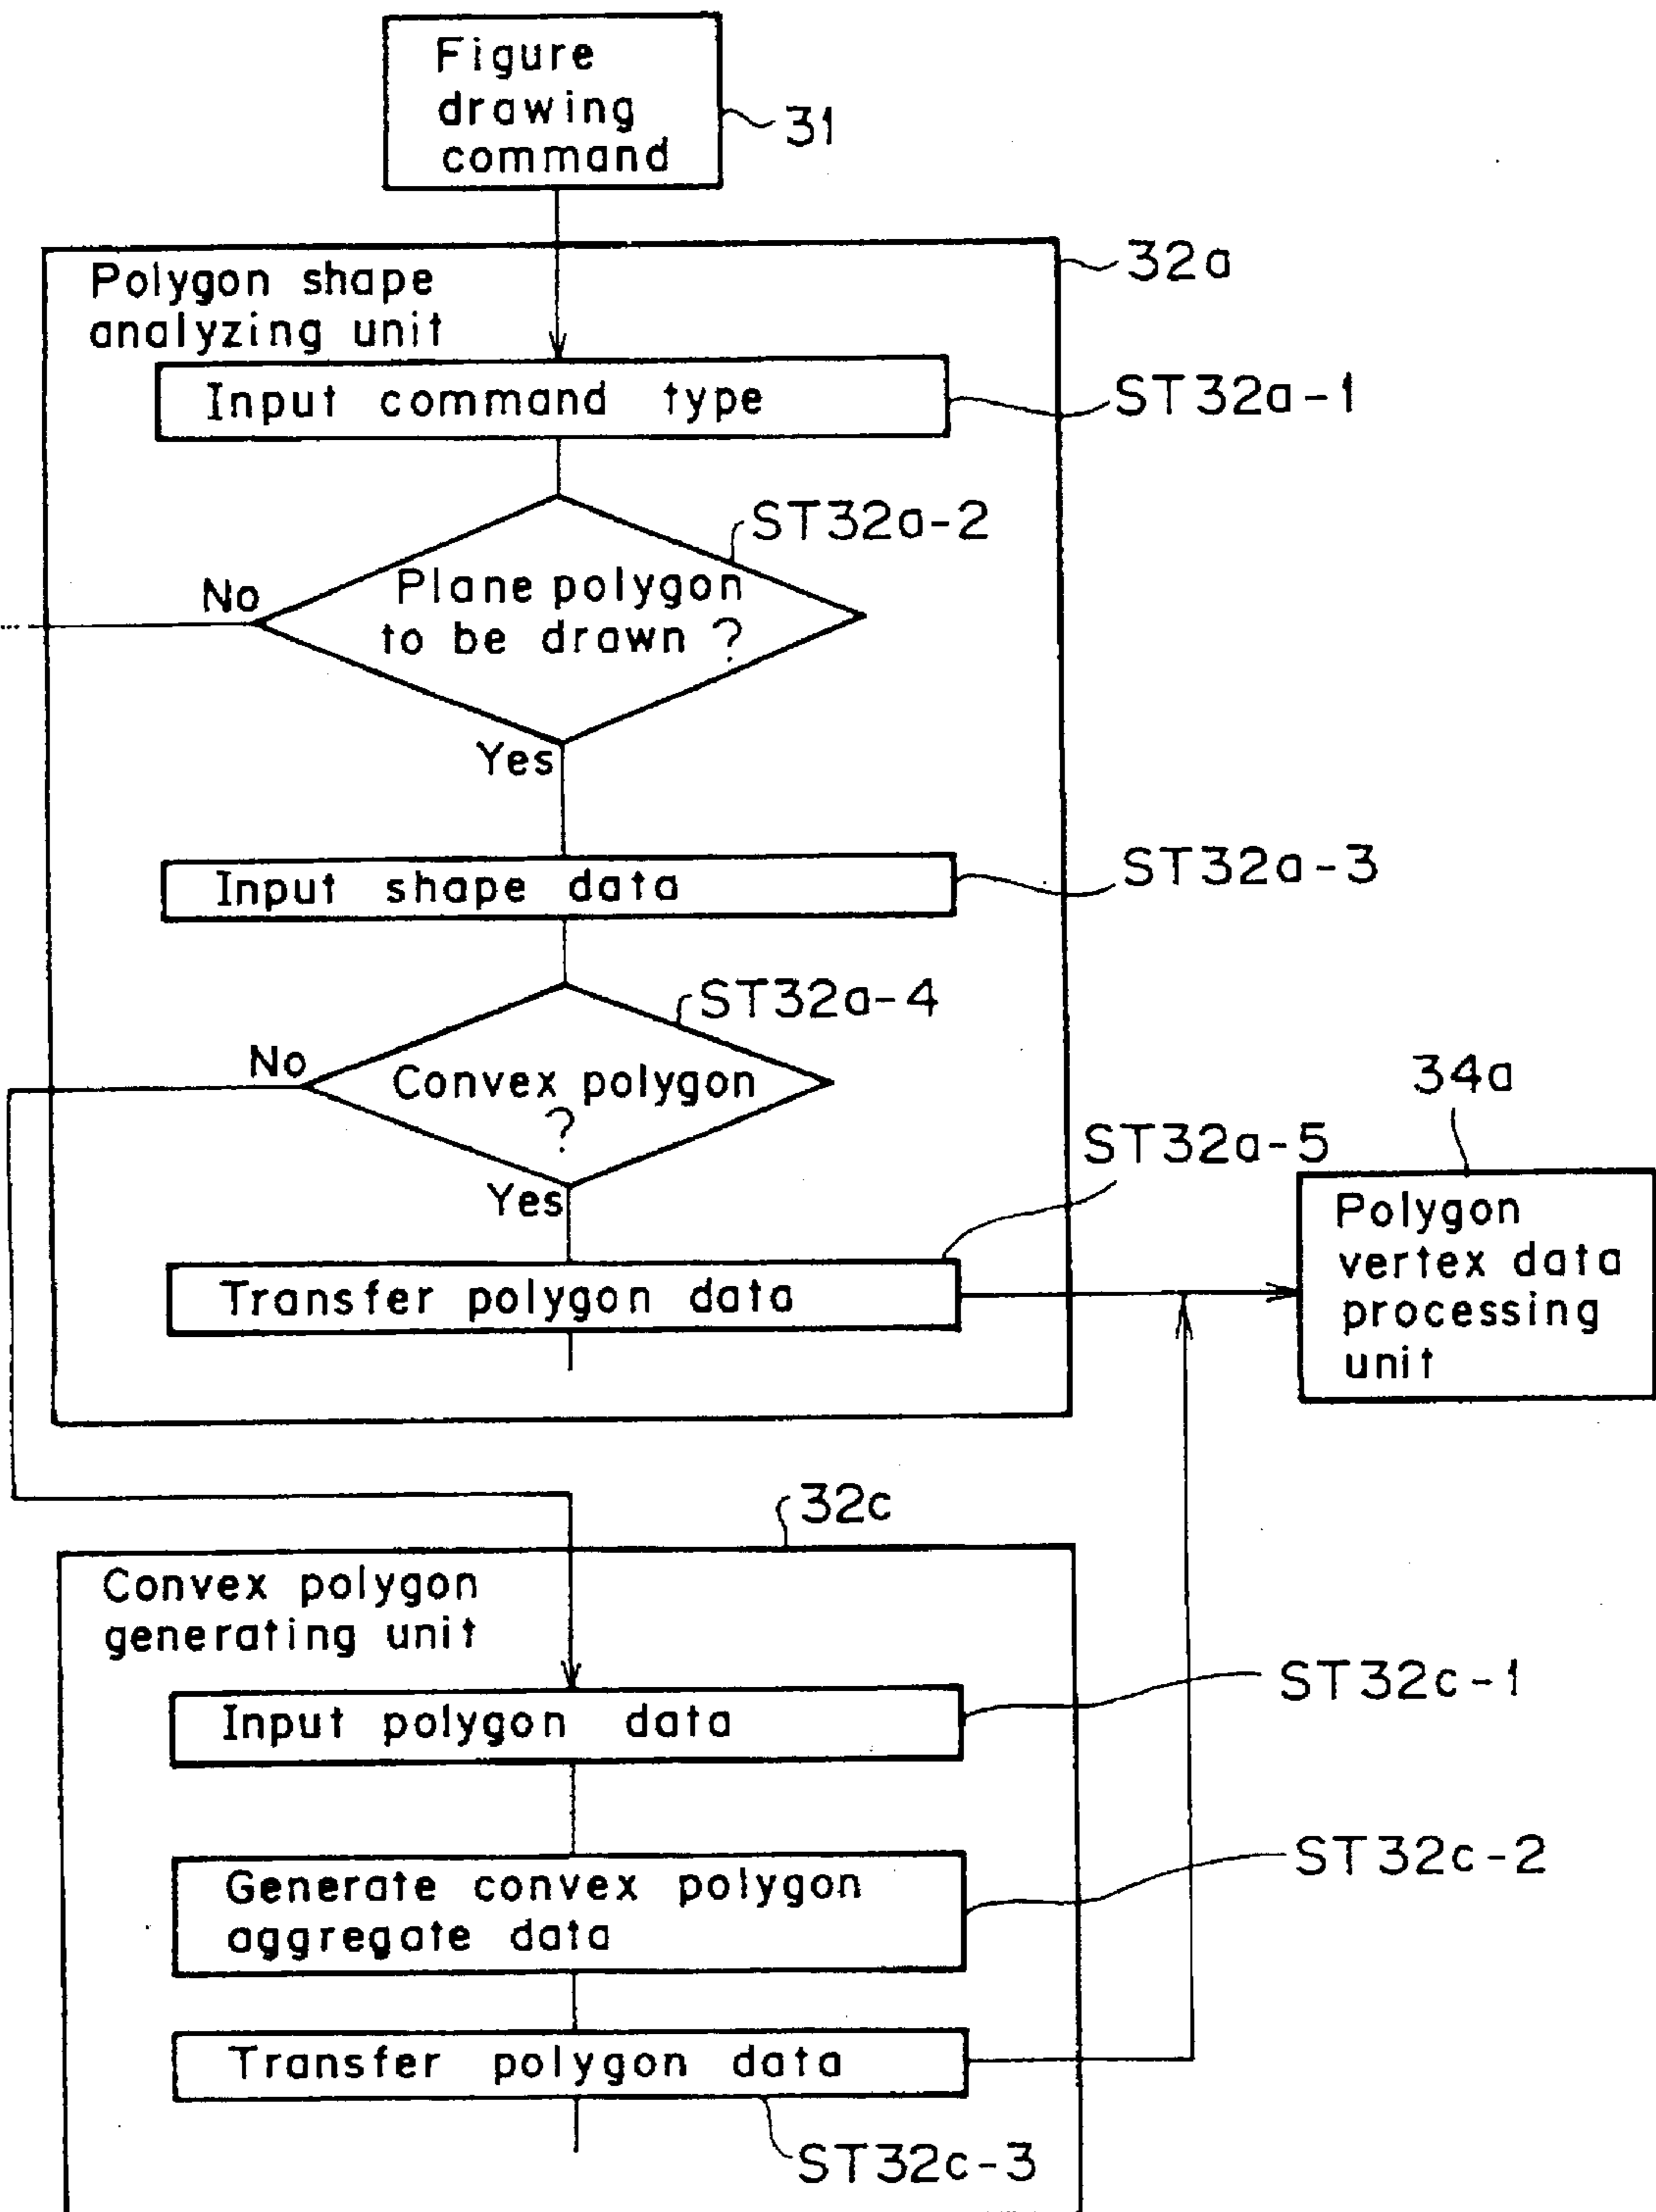 Figure
drawing
command
31
32a
Polygon shape
analyzing unit
Input command type
ST32a-1
ST32a-2
No
Plane polygon
to be drawn ?
Yes
Input shape data
ST32a-3
ST32a-4
No
Convex polygon
?
Yes
34a
ST32a-5
Transfer polygon data
Polygon
vertex data
processing
unit
32c
Convex polygon
generating unit
Input polygon data
ST32c-1
Generate convex polygon
aggregate data
ST32c-2
Transfer polygon data
ST32c-3